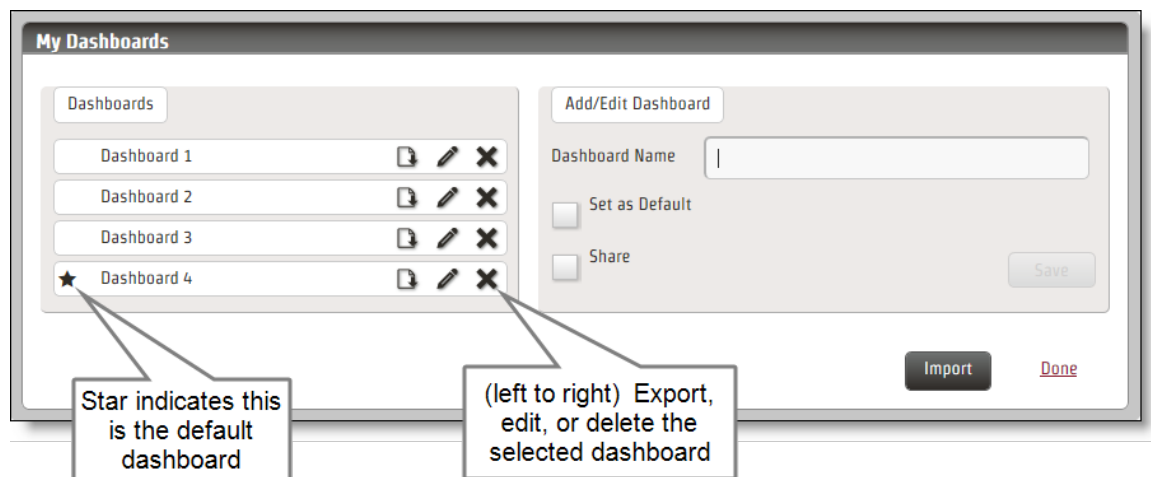 My Dashboards
Dashboards
Dashboard 1
Dashboard 2
Dashboard 3
Dashboard 4
Add/Edit Dashboard
Dashboard Name
Set as Default
Share
Save
Import
Done
Star indicates this
is the default
dashboard
(left to right) Export,
edit, or delete the
selected dashboard